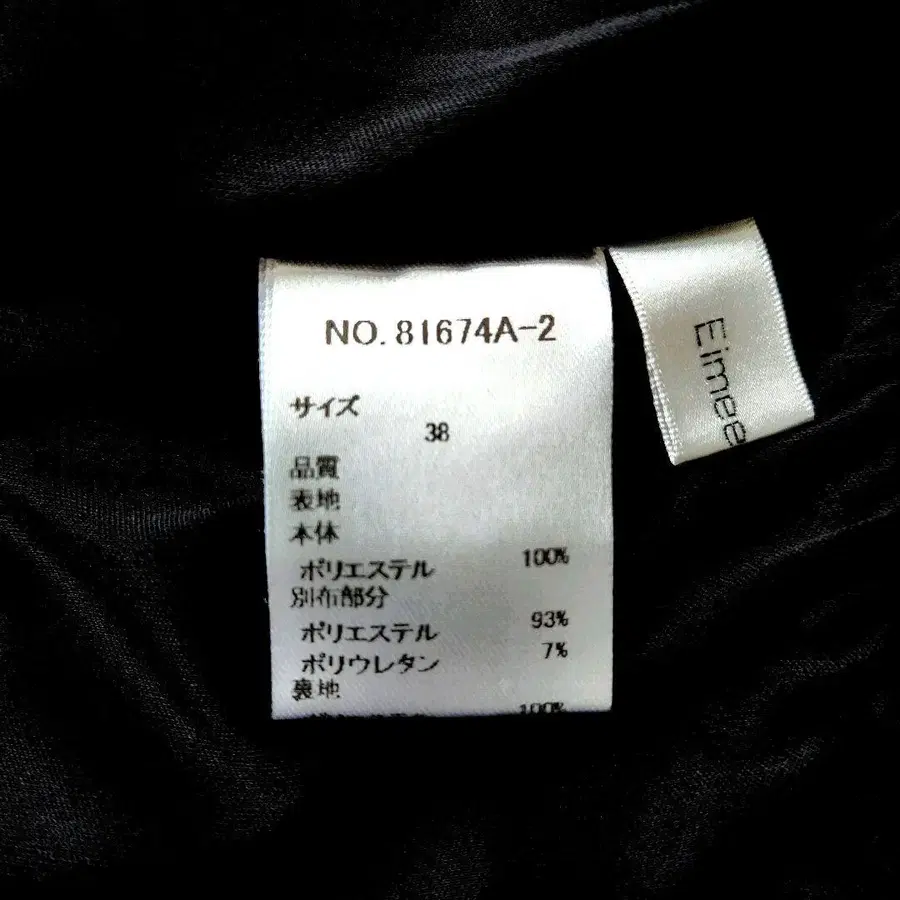 NO. 81674A-2
サイズ
38
品質
表地
本体
ポリエステル 100%
別布部分
ポリエステル 93%
ポリウレタン 7%
裏地
100%
Eimee